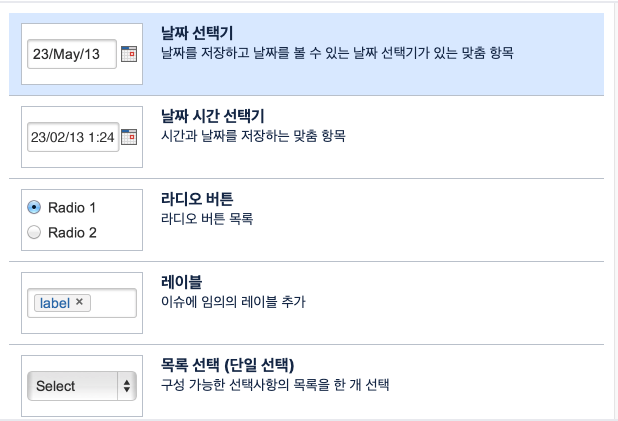 23/May/13
날짜 선택기
날짜를 저장하고 날짜를 볼 수 있는 날짜 선택기가 있는 맞춤 항목
23/02/13 1:24
날짜 시간 선택기
시간과 날짜를 저장하는 맞춤 항목
Radio 1
Radio 2
라디오 버튼
라디오 버튼 목록
label ×
레이블
이슈에 임의의 레이블 추가
Select
목록 선택 (단일 선택)
구성 가능한 선택사항의 목록을 한 개 선택